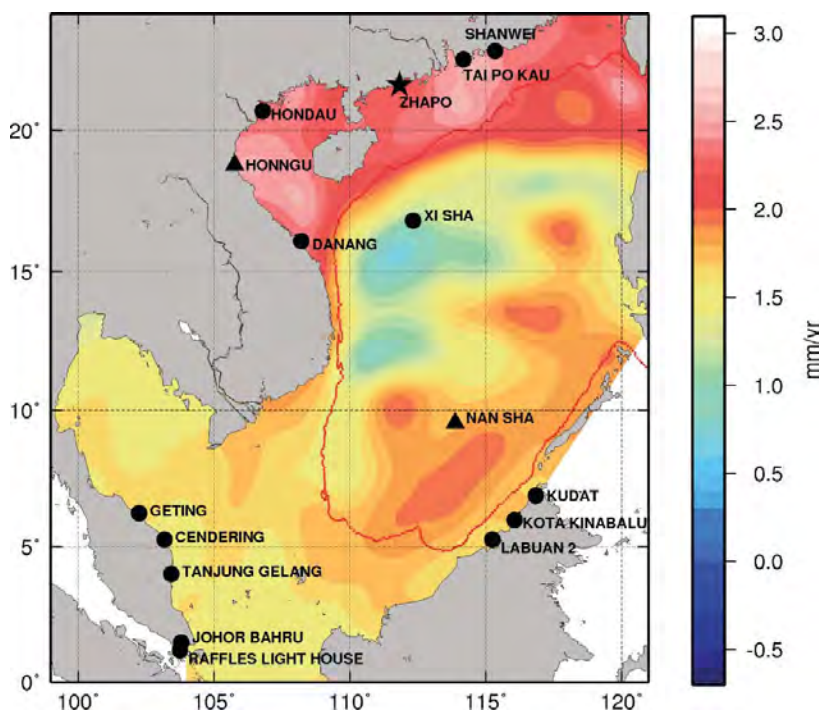 SHANWEI
TAI PO KAU
ZHAPO
HONDAU
HONNGU
XI SHA
DANANG
NAN SHA
KUDAT
GETING
KOTA KINABALU
CENDERING
LABUAN 2
TANJUNG GELANG
JOHOR BAHRU
RAFFLES LIGHT HOUSE
20°
15°
10°
5°
0°
100° 105° 110° 115° 120°
3.0
2.5
2.0
1.5
1.0
0.5
0.0
-0.5
mm/yr